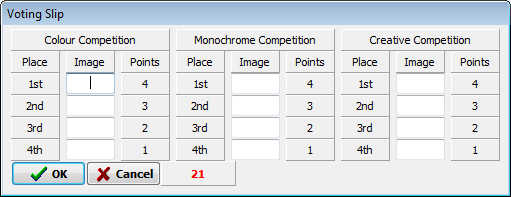 Voting Slip
Colour Competition Monochrome Competition Creative Competition
Place Image Points Place Image Points Place Image Points
1st 4 1st 4 1st 4
2nd 3 2nd 3 2nd 3
3rd 2 3rd 2 3rd 2
4th 1 4th 1 4th 1
OK Cancel 21